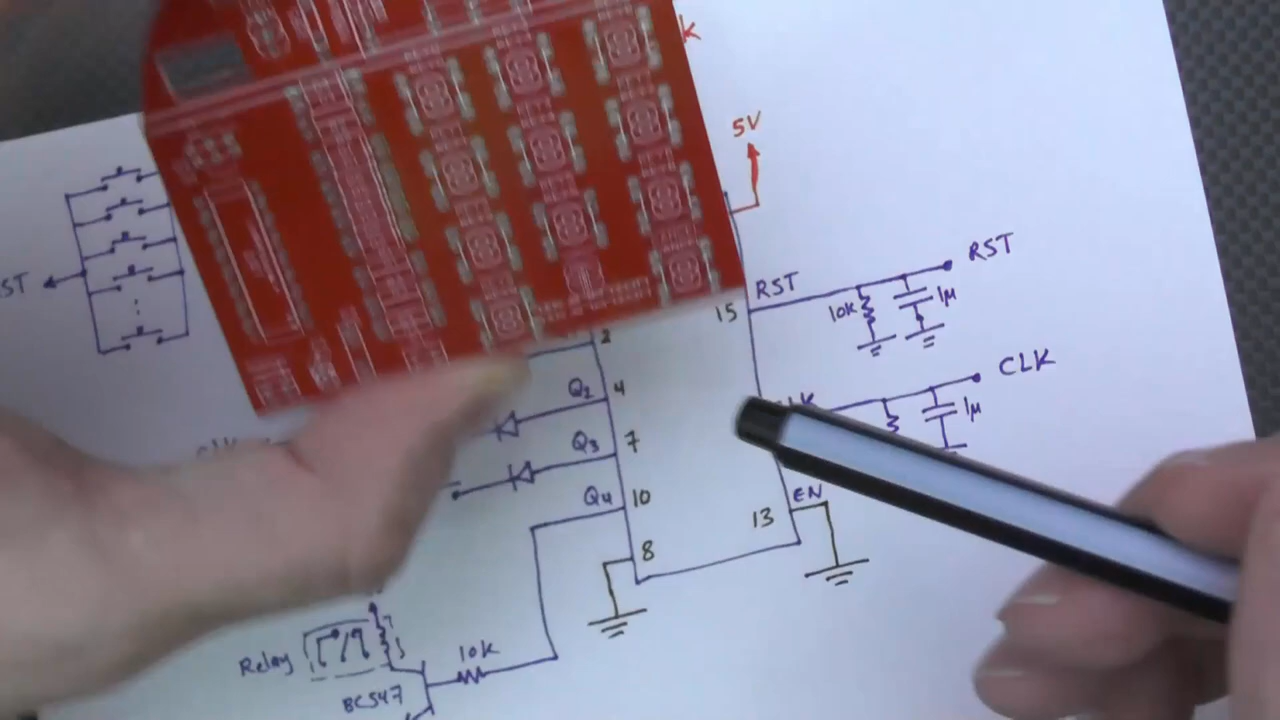 k
5V
ST
RST
RST
15
10K
1µ
2
CLK
Q2
4
1µ
Q3
7
Q4
10
EN
13
8
Relay
10K
BC547